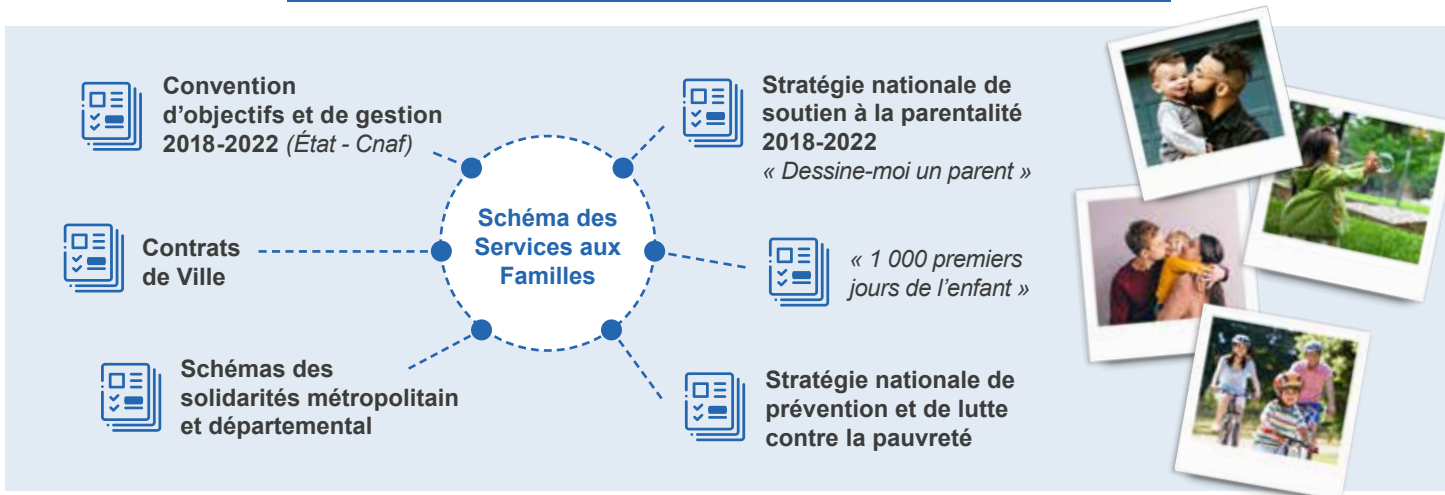 Convention
d'objectifs et de gestion
2018-2022 (État - Cnaf)
Stratégie nationale de
soutien à la parentalité
2018-2022
« Dessine-moi un parent »
Contrats
de Ville
Schéma des
Services aux
Familles
« 1 000 premiers
jours de l'enfant »
Schémas des
solidarités métropolitain
et départemental
Stratégie nationale de
prévention et de lutte
contre la pauvreté